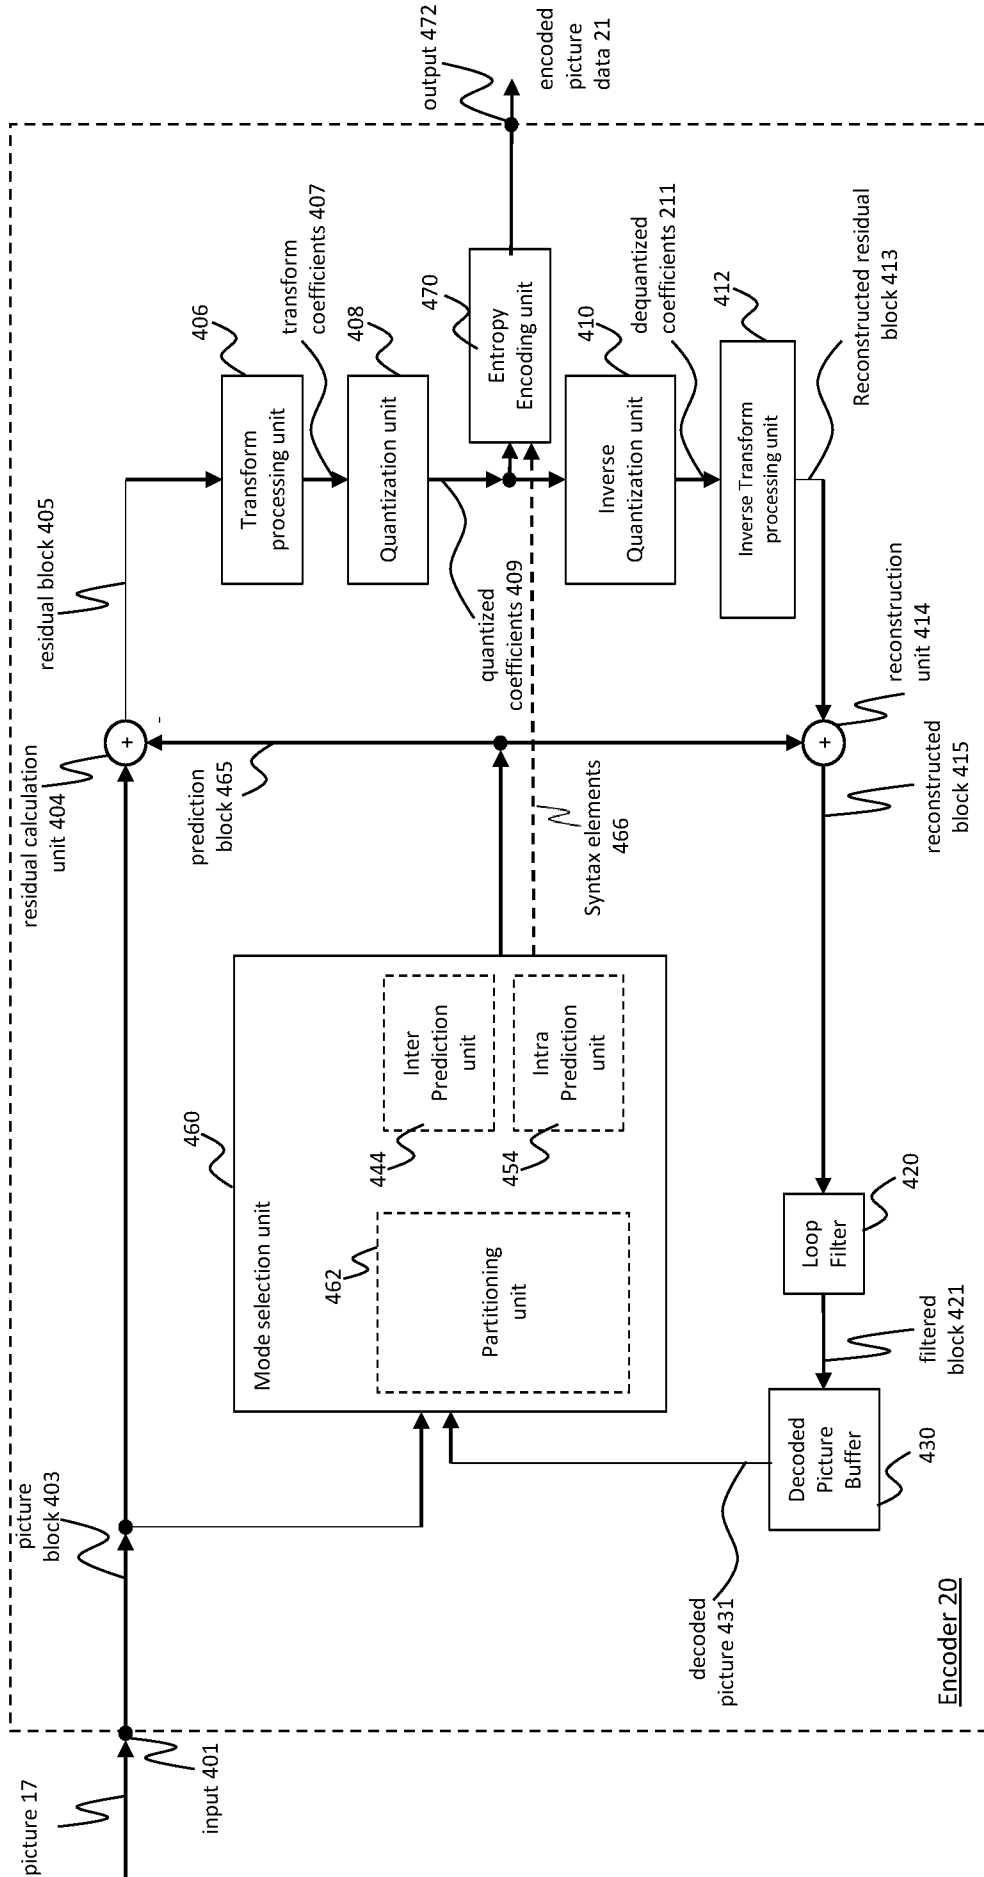 picture 17
input 401
picture
block 403
residual calculation
unit 404
+
-
residual block 405
406
Transform
processing unit
transform
coefficients 407
408
Quantization unit
quantized
coefficients 409
470
Entropy
Encoding unit
output 472
encoded
picture
data 21
410
Inverse
Quantization unit
dequantized
coefficients 211
412
Inverse Transform
processing unit
Reconstructed residual
block 413
prediction
block 465
Syntax elements
466
460
Mode selection unit
462
Partitioning
unit
444
Inter
Prediction
unit
454
Intra
Prediction
unit
+
reconstruction
unit 414
reconstructed
block 415
420
Loop
Filter
filtered
block 421
Decoded
Picture
Buffer
430
decoded
picture 431
Encoder 20